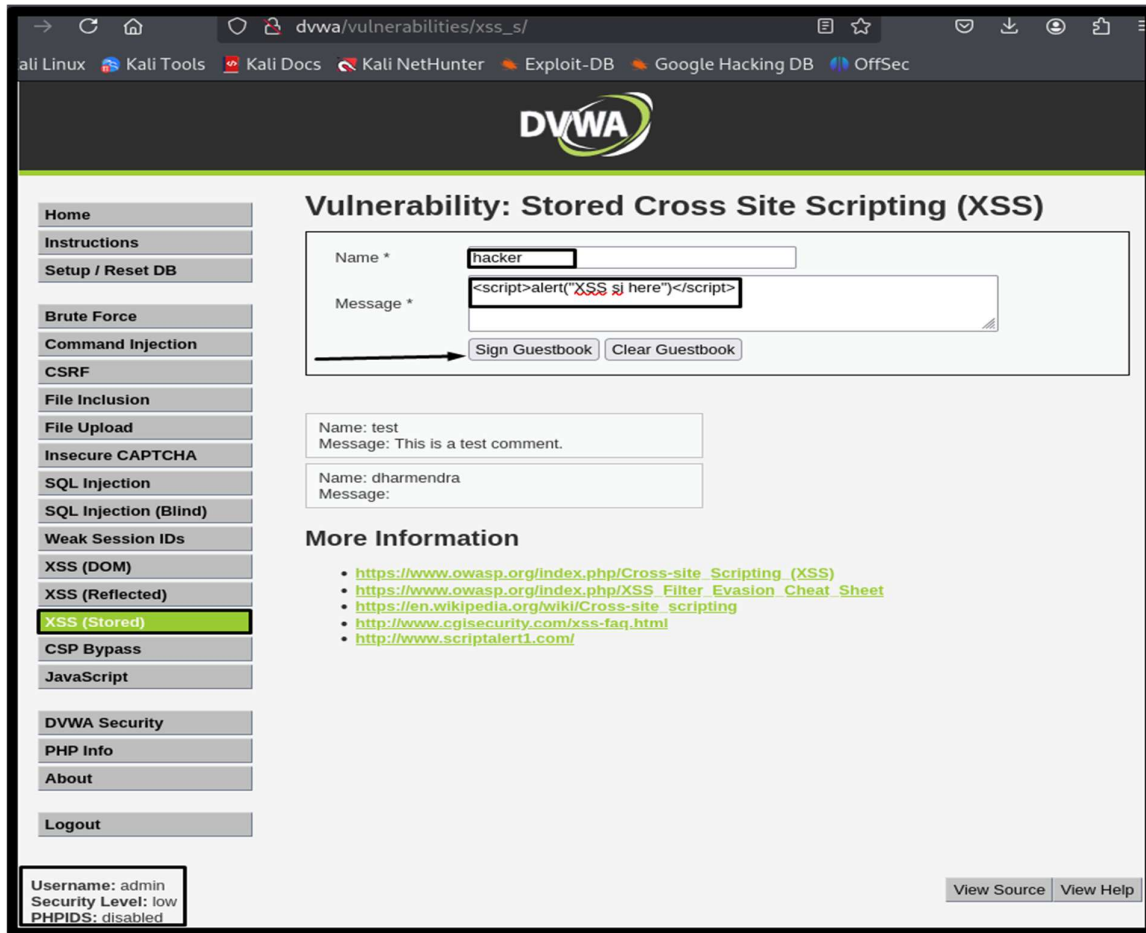 dvwa/vulnerabilities/xss_s/
ali Linux Kali Tools Kali Docs Kali NetHunter Exploit-DB Google Hacking DB OffSec
DVWA
Home
Instructions
Setup / Reset DB
Brute Force
Command Injection
CSRF
File Inclusion
File Upload
Insecure CAPTCHA
SQL Injection
SQL Injection (Blind)
Weak Session IDs
XSS (DOM)
XSS (Reflected)
XSS (Stored)
CSP Bypass
JavaScript
DVWA Security
PHP Info
About
Logout
Vulnerability: Stored Cross Site Scripting (XSS)
Name * hacker
Message * <script>alert("XSS si here")</script>
Sign Guestbook Clear Guestbook
Name: test
Message: This is a test comment.
Name: dharmendra
Message:
More Information
https://www.owasp.org/index.php/Cross-site_Scripting_(XSS)
https://www.owasp.org/index.php/XSS_Filter_Evasion_Cheat_Sheet
https://en.wikipedia.org/wiki/Cross-site_scripting
http://www.cgisecurity.com/xss-faq.html
http://www.scriptalert1.com/
Username: admin
Security Level: low
PHPIDS: disabled
View Source View Help